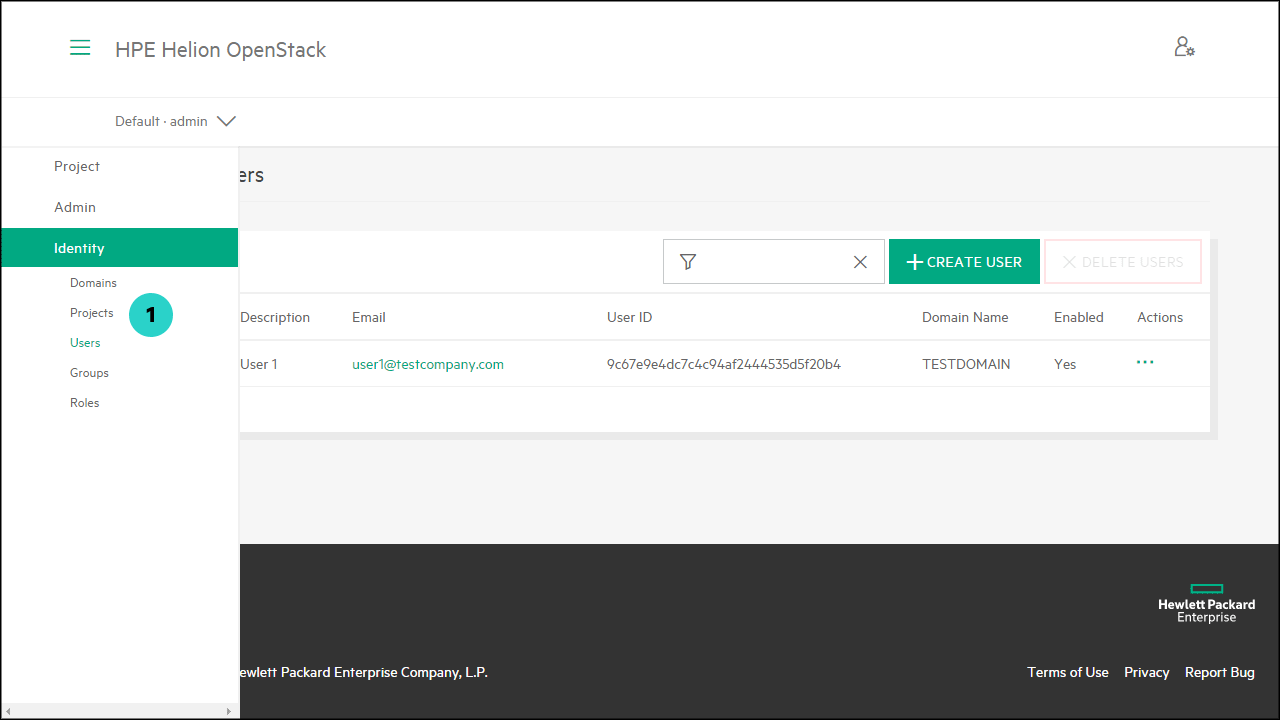 HPE Helion OpenStack
Default · admin
Project
Admin
Identity
Domains
Projects
1
Users
Groups
Roles
ers
CREATE USER
DELETE USERS
Description Email User ID Domain Name Enabled Actions
User 1 user1@testcompany.com 9c67e9e4dc7c4c94af2444535d5f20b4 TESTDOMAIN Yes
Hewlett Packard
Enterprise
ewlett Packard Enterprise Company, L.P.
Terms of Use Privacy Report Bug